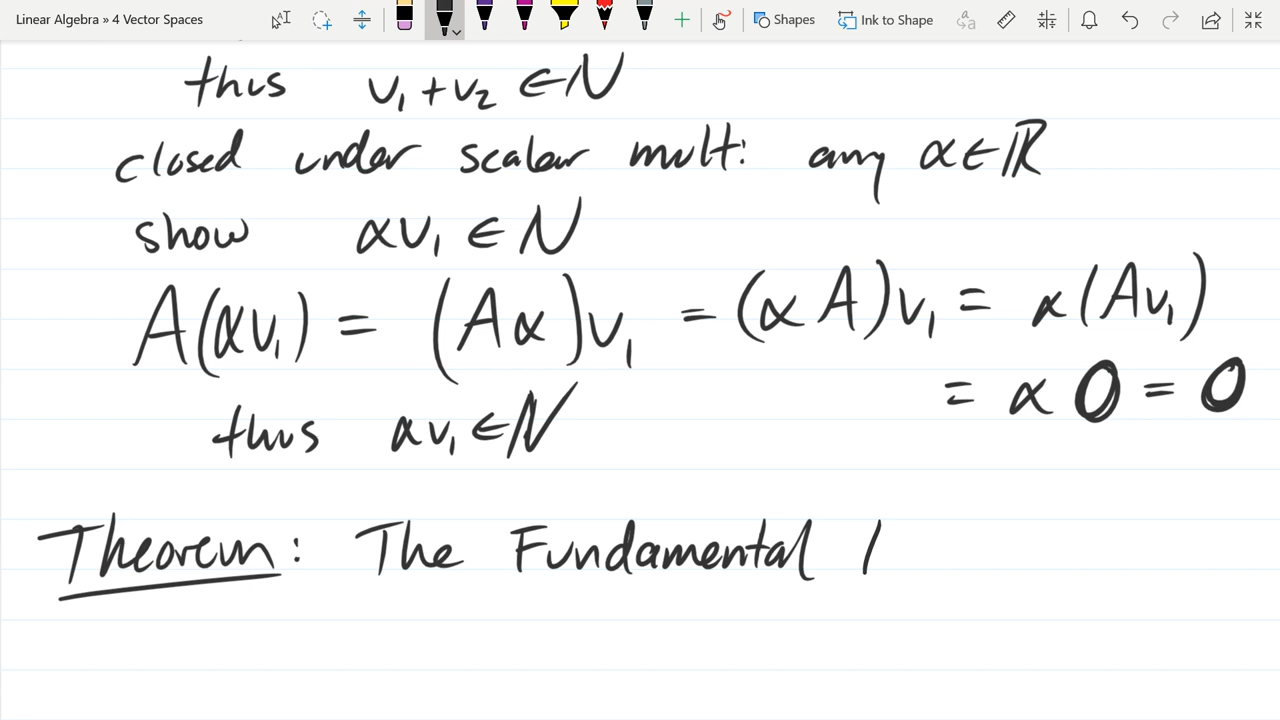 Linear Algebra » 4 Vector Spaces
Shapes
Ink to Shape
thus v₁ + v₂ ∈ N
closed under scalar mult: any α ∈ ℝ
show αv₁ ∈ N
A(αv₁) = (Aα)v₁ = (αA)v₁ = α(Av₁)
= α0 = 0
thus αv₁ ∈ N
Theorem: The Fundamental